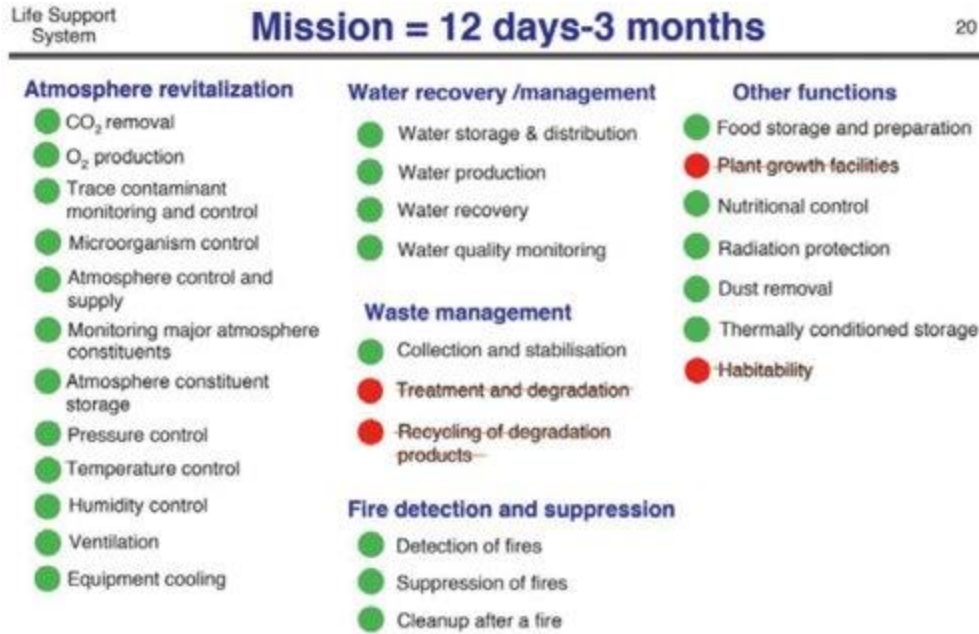 Life Support
System
Mission = 12 days-3 months
20
Atmosphere revitalization
CO₂ removal
O₂ production
Trace contaminant
monitoring and control
Microorganism control
Atmosphere control and
supply
Monitoring major atmosphere
constituents
Atmosphere constituent
storage
Pressure control
Temperature control
Humidity control
Ventilation
Equipment cooling
Water recovery /management
Water storage & distribution
Water production
Water recovery
Water quality monitoring
Waste management
Collection and stabilisation
Treatment and degradation
Recycling of degradation
products
Fire detection and suppression
Detection of fires
Suppression of fires
Cleanup after a fire
Other functions
Food storage and preparation
Plant growth facilities
Nutritional control
Radiation protection
Dust removal
Thermally conditioned storage
Habitability